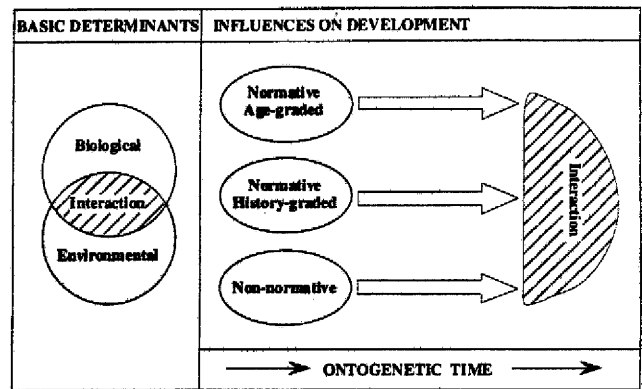 BASIC DETERMINANTS
INFLUENCES ON DEVELOPMENT
Biological
Interaction
Environmental
Normative
Age-graded
Normative
History-graded
Non-normative
Interaction
ONTOGENETIC TIME